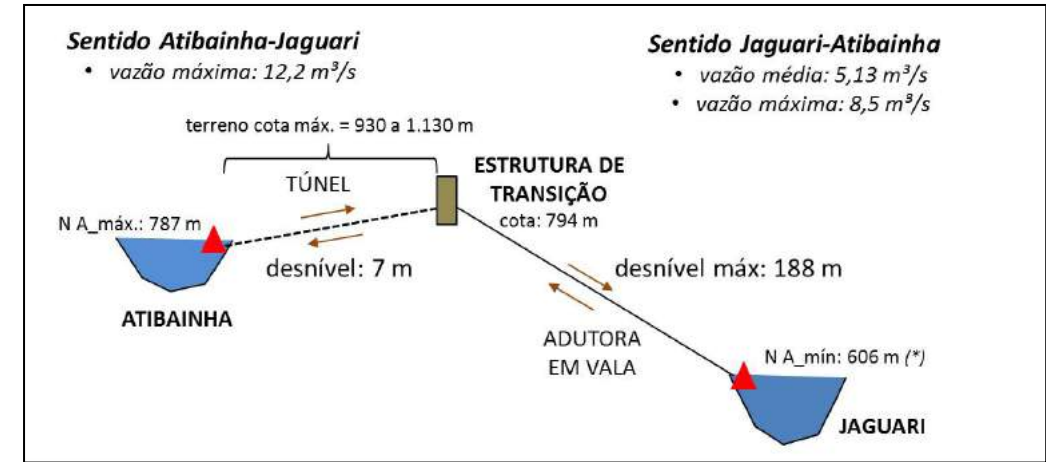 Sentido Atibainha-Jaguari
• vazão máxima: 12,2 m³/s
Sentido Jaguari-Atibainha
• vazão média: 5,13 m³/s
• vazão máxima: 8,5 m³/s
terreno cota máx. = 930 a 1.130 m
TÚNEL
ESTRUTURA DE
TRANSIÇÃO
cota: 794 m
N A_máx.: 787 m
desnível: 7 m
desnível máx: 188 m
ATIBAINHA
ADUTORA
EM VALA
N A_mín: 606 m (*)
JAGUARI